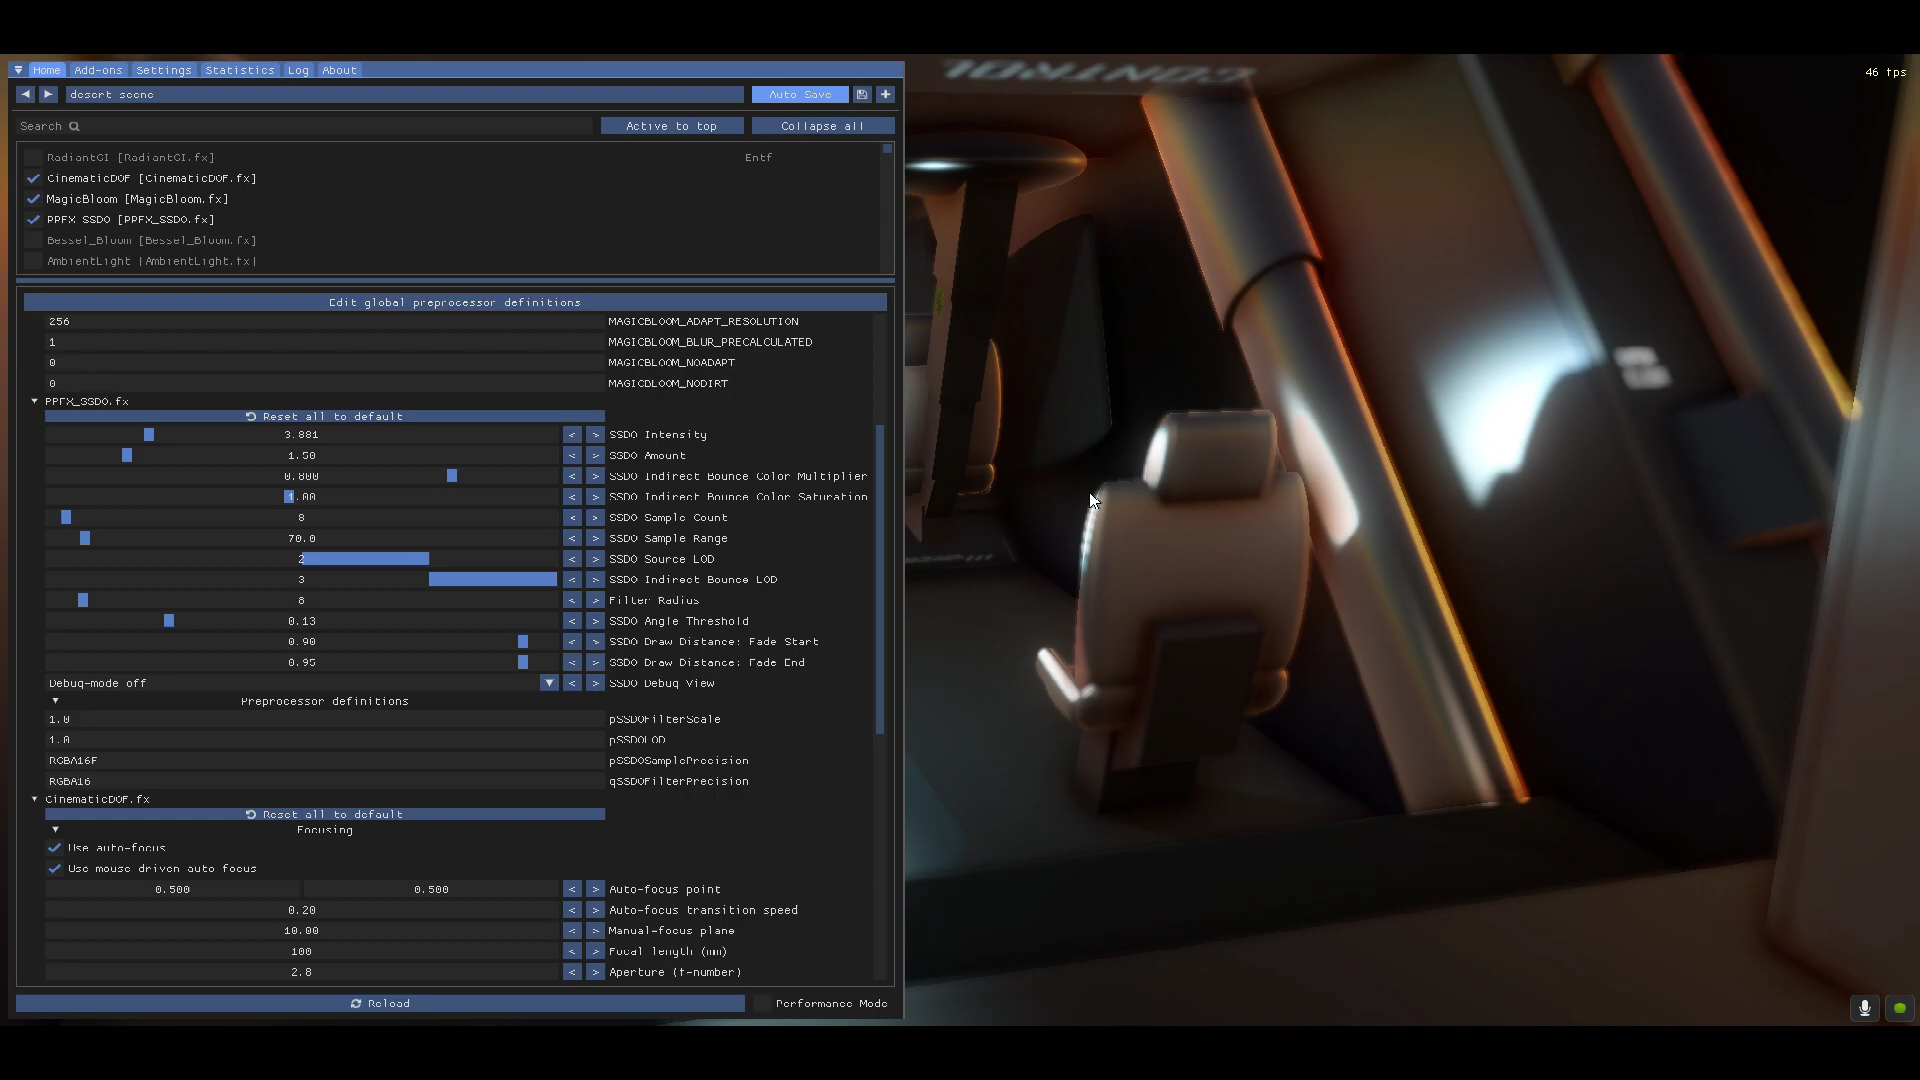 Home Add-ons Settings Statistics Log About
46 fps
desert scene Auto Save
Search Active to top Collapse all
RadiantGI [RadiantGI.fx] Entf
CinematicDOF [CinematicDOF.fx]
MagicBloom [MagicBloom.fx]
PPFX SSDO [PPFX_SSDO.fx]
Bessel_Bloom [Bessel_Bloom.fx]
AmbientLight [AmbientLight.fx]
Edit global preprocessor definitions
256 MAGICBLOOM_ADAPT_RESOLUTION
1 MAGICBLOOM_BLUR_PRECALCULATED
0 MAGICBLOOM_NOADAPT
0 MAGICBLOOM_NODIRT
PPFX_SSDO.fx
Reset all to default
3.881 < > SSDO Intensity
1.50 < > SSDO Amount
0.800 < > SSDO Indirect Bounce Color Multiplier
1.00 < > SSDO Indirect Bounce Color Saturation
8 < > SSDO Sample Count
70.0 < > SSDO Sample Range
2 < > SSDO Source LOD
3 < > SSDO Indirect Bounce LOD
8 < > Filter Radius
0.13 < > SSDO Angle Threshold
0.90 < > SSDO Draw Distance: Fade Start
0.95 < > SSDO Draw Distance: Fade End
Debug-mode off < > SSDO Debug View
Preprocessor definitions
1.0 pSSDOFilterScale
1.0 pSSDOLOD
RGBA16F pSSDOSamplePrecision
RGBA16 qSSDOFilterPrecision
CinematicDOF.fx
Reset all to default
Focusing
Use auto-focus
Use mouse-driven auto-focus
0.500 0.500 < > Auto-focus point
0.20 < > Auto-focus transition speed
10.00 < > Manual-focus plane
100 < > Focal length (mm)
2.8 < > Aperture (f-number)
Reload Performance Mode